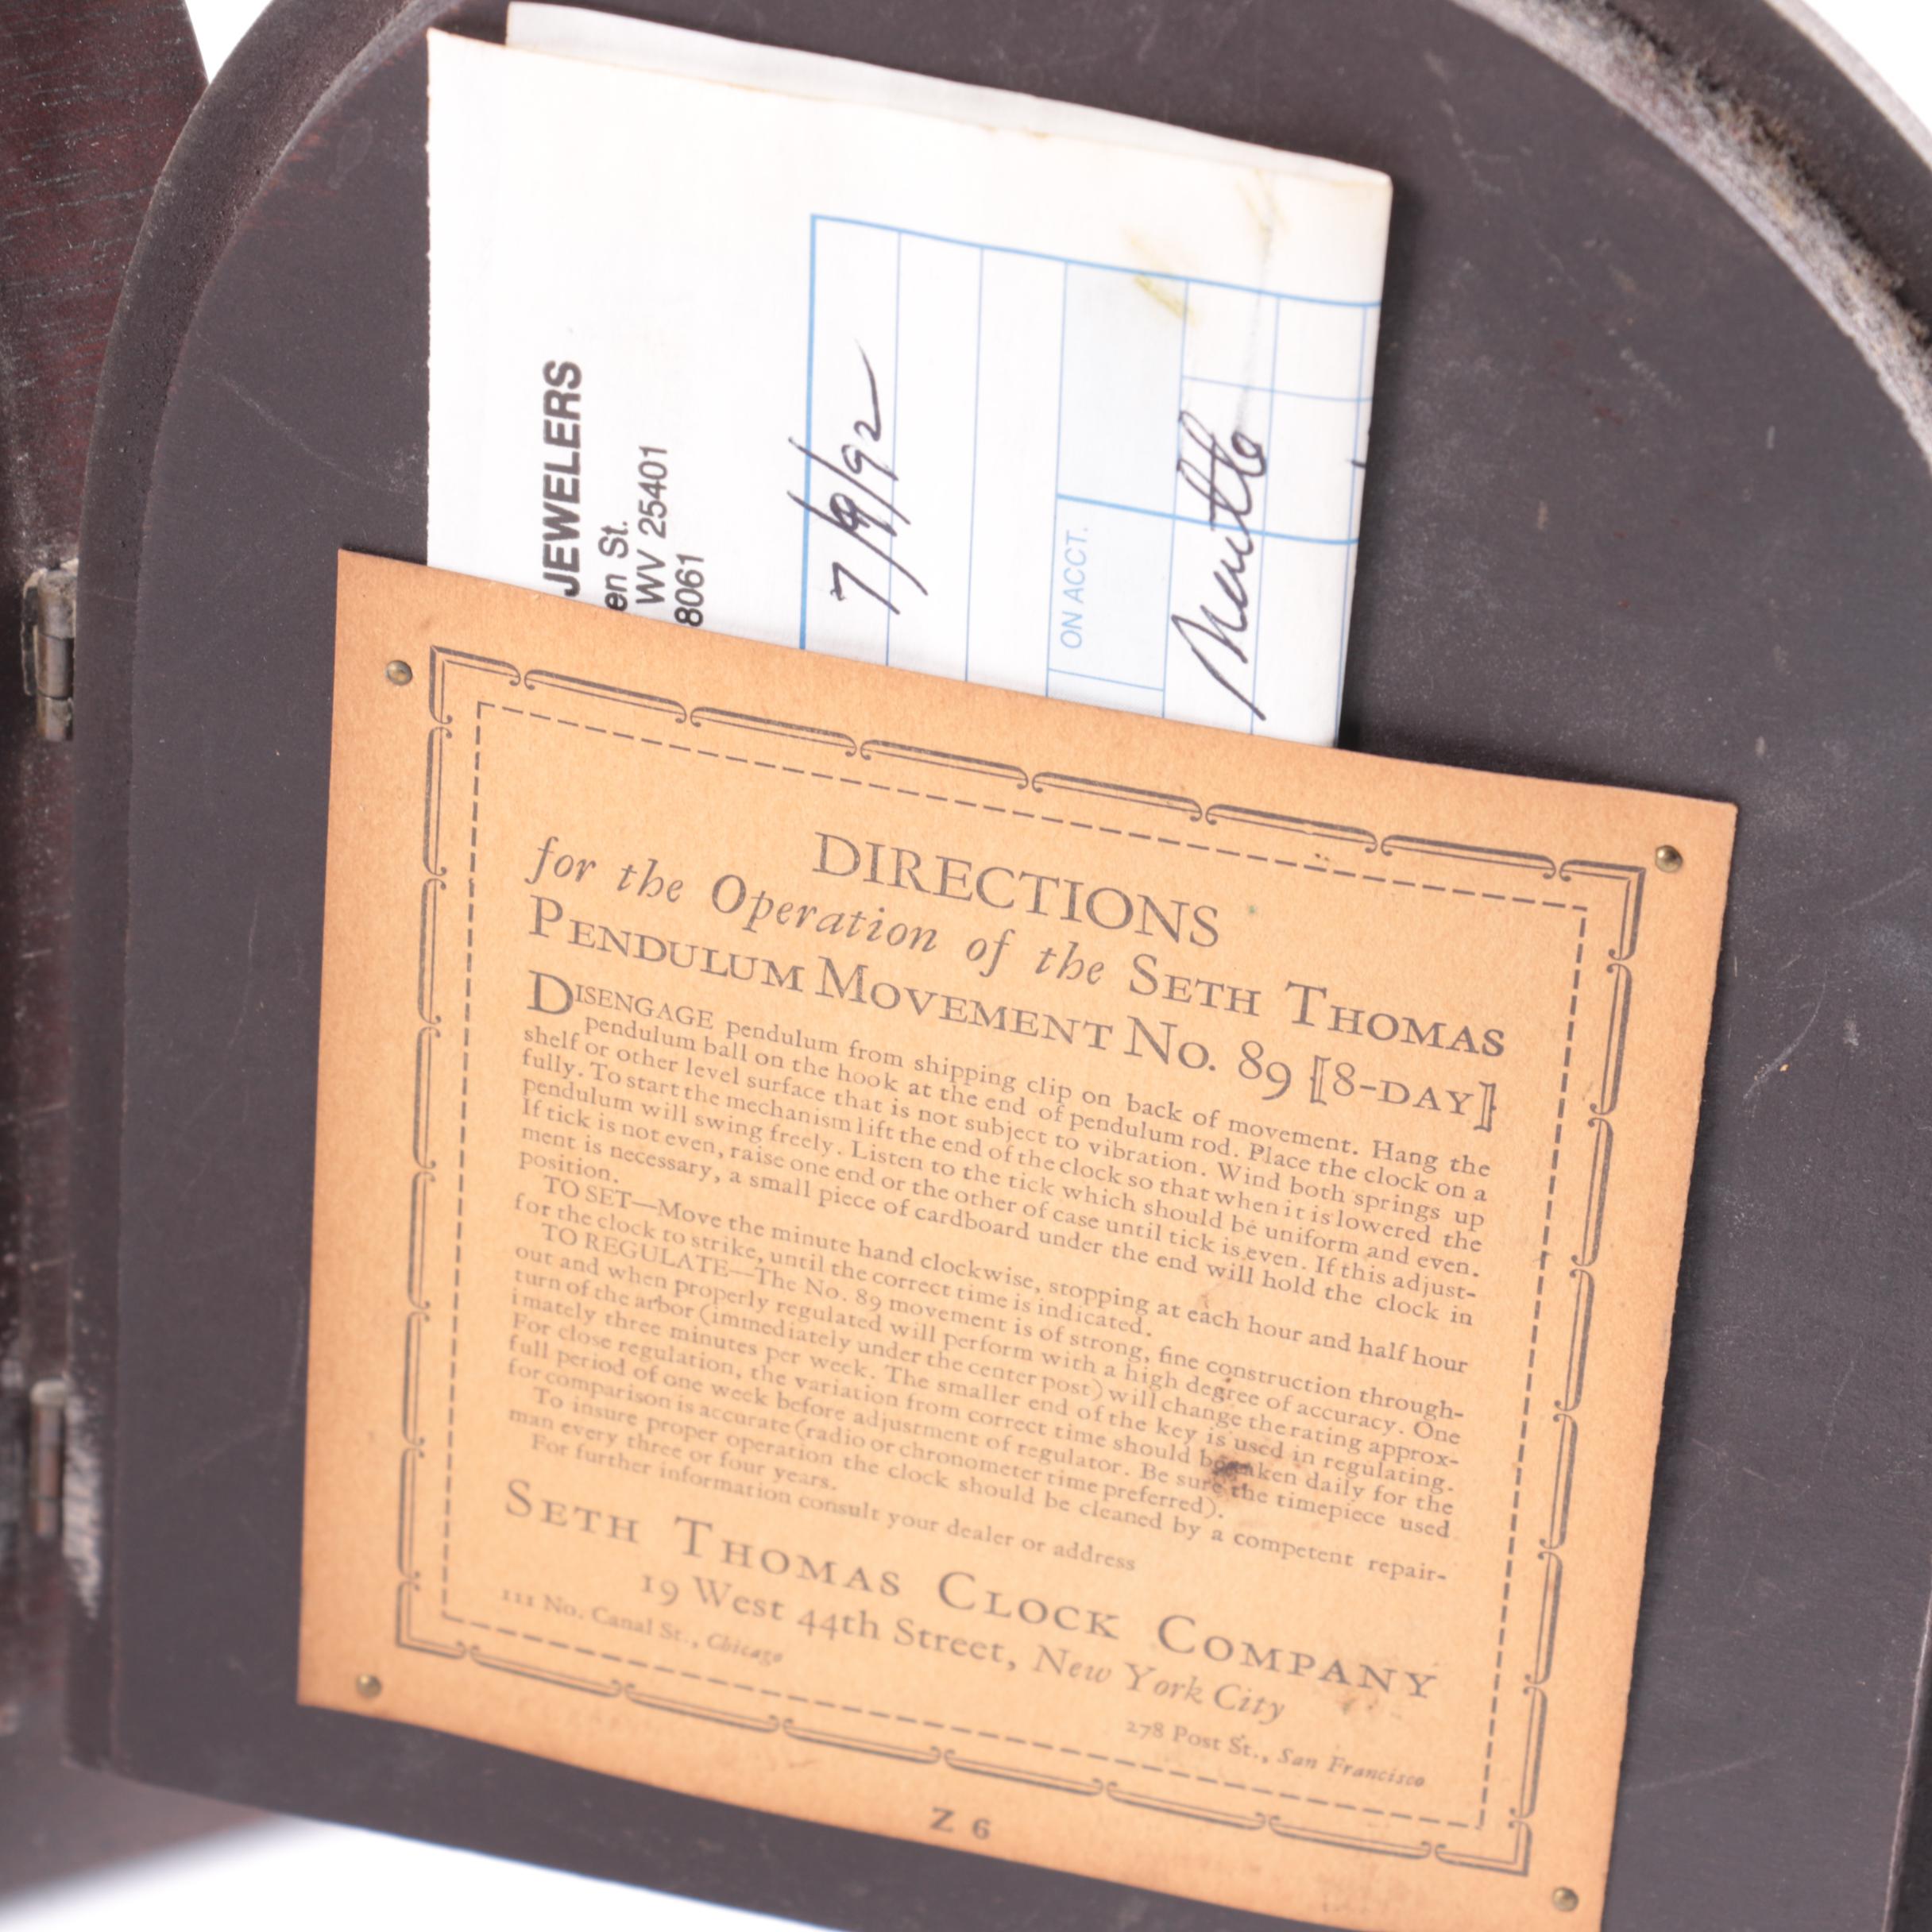 JEWELERS
en St.
WV 25401
8061
7/19/92
ON ACCT.
DIRECTIONS
for the Operation of the SETH THOMAS
PENDULUM MOVEMENT No. 89 [8-DAY]
DISENGAGE pendulum from shipping clip on back of movement. Hang the
pendulum ball on the hook at the end of pendulum rod. Place the clock on a
shelf or other level surface that is not subject to vibration. Wind both springs up
fully. To start the mechanism lift the end of the clock so that when it is lowered the
pendulum will swing freely. Listen to the tick which should be uniform and even.
If tick is not even, raise one end or the other of case until tick is even. If this adjust-
ment is necessary, a small piece of cardboard under the end will hold the clock in
position.
TO SET—Move the minute hand clockwise, stopping at each hour and half hour
for the clock to strike, until the correct time is indicated.
TO REGULATE—The No. 89 movement is of strong, fine construction through-
out and when properly regulated will perform with a high degree of accuracy. One
turn of the arbor (immediately under the center post) will change the rating approx-
imately three minutes per week. The smaller end of the key is used in regulating.
For close regulation, the variation from correct time should be taken daily for the
full period of one week before adjustment of regulator. Be sure the timepiece used
for comparison is accurate (radio or chronometer time preferred).
To insure proper operation the clock should be cleaned by a competent repair-
man every three or four years.
For further information consult your dealer or address
SETH THOMAS CLOCK COMPANY
19 West 44th Street, New York City
111 No. Canal St., Chicago
278 Post St., San Francisco
Z 6